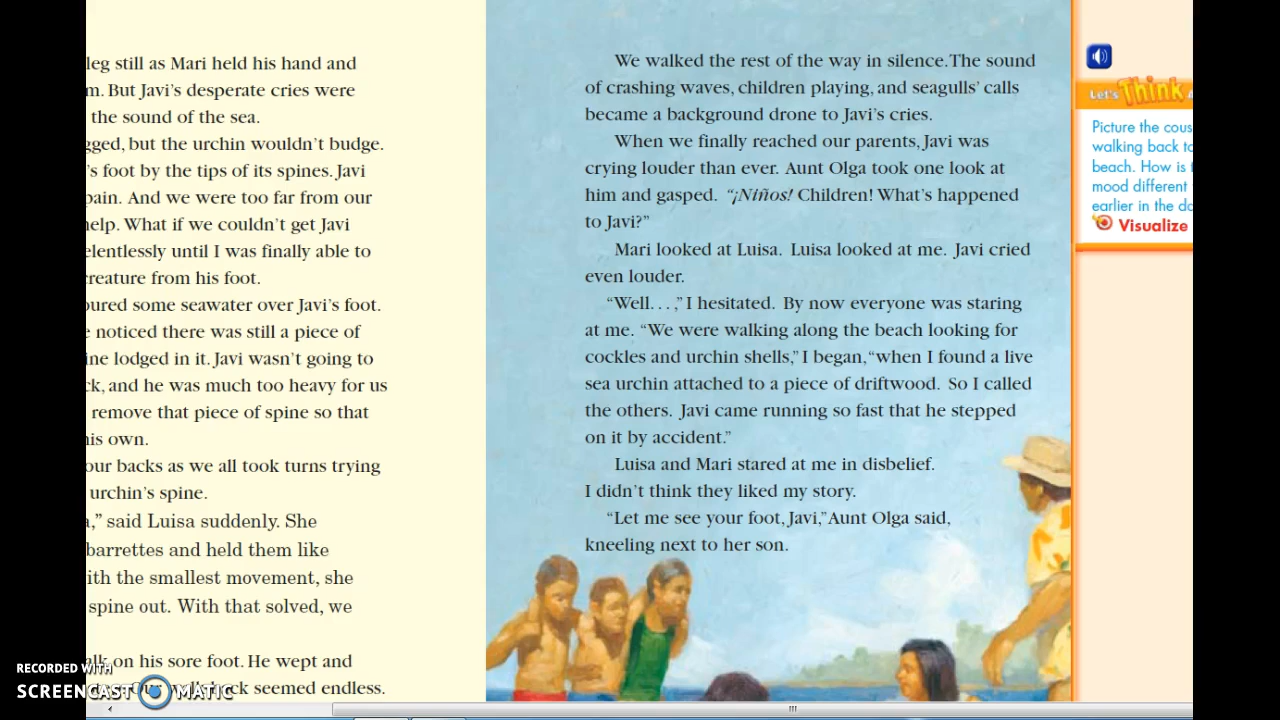 leg still as Mari held his hand and
m. But Javi's desperate cries were
the sound of the sea.
gged, but the urchin wouldn't budge.
's foot by the tips of its spines. Javi
pain. And we were too far from our
help. What if we couldn't get Javi
elentlessly until I was finally able to
creature from his foot.
oured some seawater over Javi's foot.
e noticed there was still a piece of
ine lodged in it. Javi wasn't going to
ck, and he was much too heavy for us
remove that piece of spine so that
his own.
our backs as we all took turns trying
urchin's spine.
a," said Luisa suddenly. She
barrettes and held them like
ith the smallest movement, she
spine out. With that solved, we
alk on his sore foot. He wept and
seemed endless.
We walked the rest of the way in silence. The sound
of crashing waves, children playing, and seagulls' calls
became a background drone to Javi's cries.
When we finally reached our parents, Javi was
crying louder than ever. Aunt Olga took one look at
him and gasped. "¡Niños! Children! What's happened
to Javi?"
Mari looked at Luisa. Luisa looked at me. Javi cried
even louder.
"Well. . . ," I hesitated. By now everyone was staring
at me. "We were walking along the beach looking for
cockles and urchin shells," I began, "when I found a live
sea urchin attached to a piece of driftwood. So I called
the others. Javi came running so fast that he stepped
on it by accident."
Luisa and Mari stared at me in disbelief.
I didn't think they liked my story.
"Let me see your foot, Javi," Aunt Olga said,
kneeling next to her son.
Let's Think A
Picture the cous
walking back to
beach. How is t
mood different
earlier in the da
Visualize
RECORDED WITH
SCREENCAST MATIC